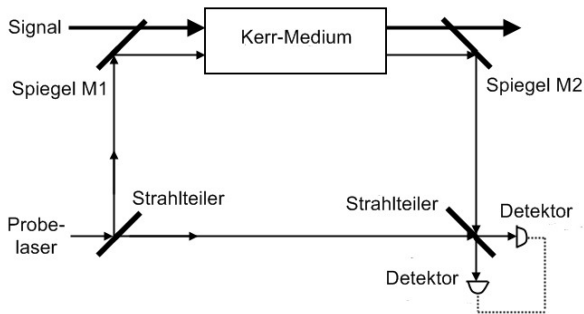 Signal
Kerr-Medium
Spiegel M1
Spiegel M2
Strahlteiler
Strahlteiler
Detektor
Probe-
laser
Detektor